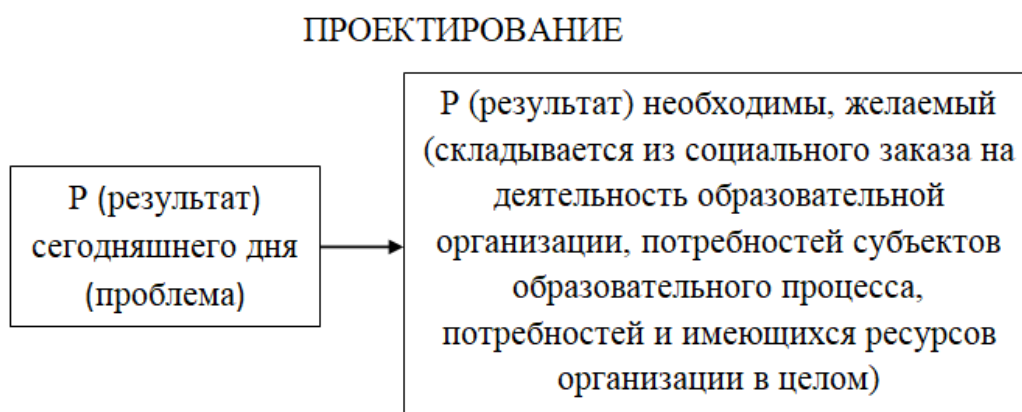 ПРОЕКТИРОВАНИЕ
Р (результат)
сегодняшнего дня
(проблема)
Р (результат) необходимы, желаемый
(складывается из социального заказа на
деятельность образовательной
организации, потребностей субъектов
образовательного процесса,
потребностей и имеющихся ресурсов
организации в целом)